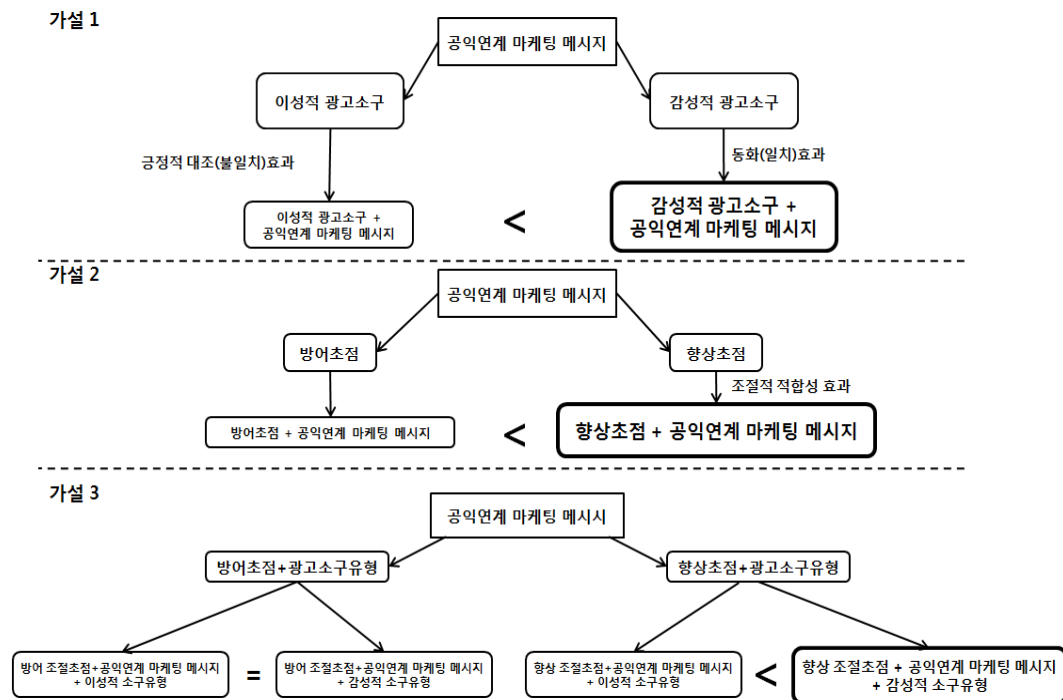 가설 1
공익연계 마케팅 메시지
이성적 광고소구
감성적 광고소구
긍정적 대조(불일치)효과
동화(일치)효과
이성적 광고소구 +
공익연계 마케팅 메시지
<
감성적 광고소구 +
공익연계 마케팅 메시지
가설 2
공익연계 마케팅 메시지
방어초점
향상초점
조절적 적합성 효과
방어초점 + 공익연계 마케팅 메시지
<
향상초점 + 공익연계 마케팅 메시지
가설 3
공익연계 마케팅 메시시
방어초점+광고소구유형
향상초점+광고소구유형
방어 조절초점+공익연계 마케팅 메시지
+ 이성적 소구유형
=
방어 조절초점+공익연계 마케팅 메시지
+ 감성적 소구유형
향상 조절초점+공익연계 마케팅 메시지
+ 이성적 소구유형
<
향상 조절초점 + 공익연계 마케팅 메시지
+ 감성적 소구유형